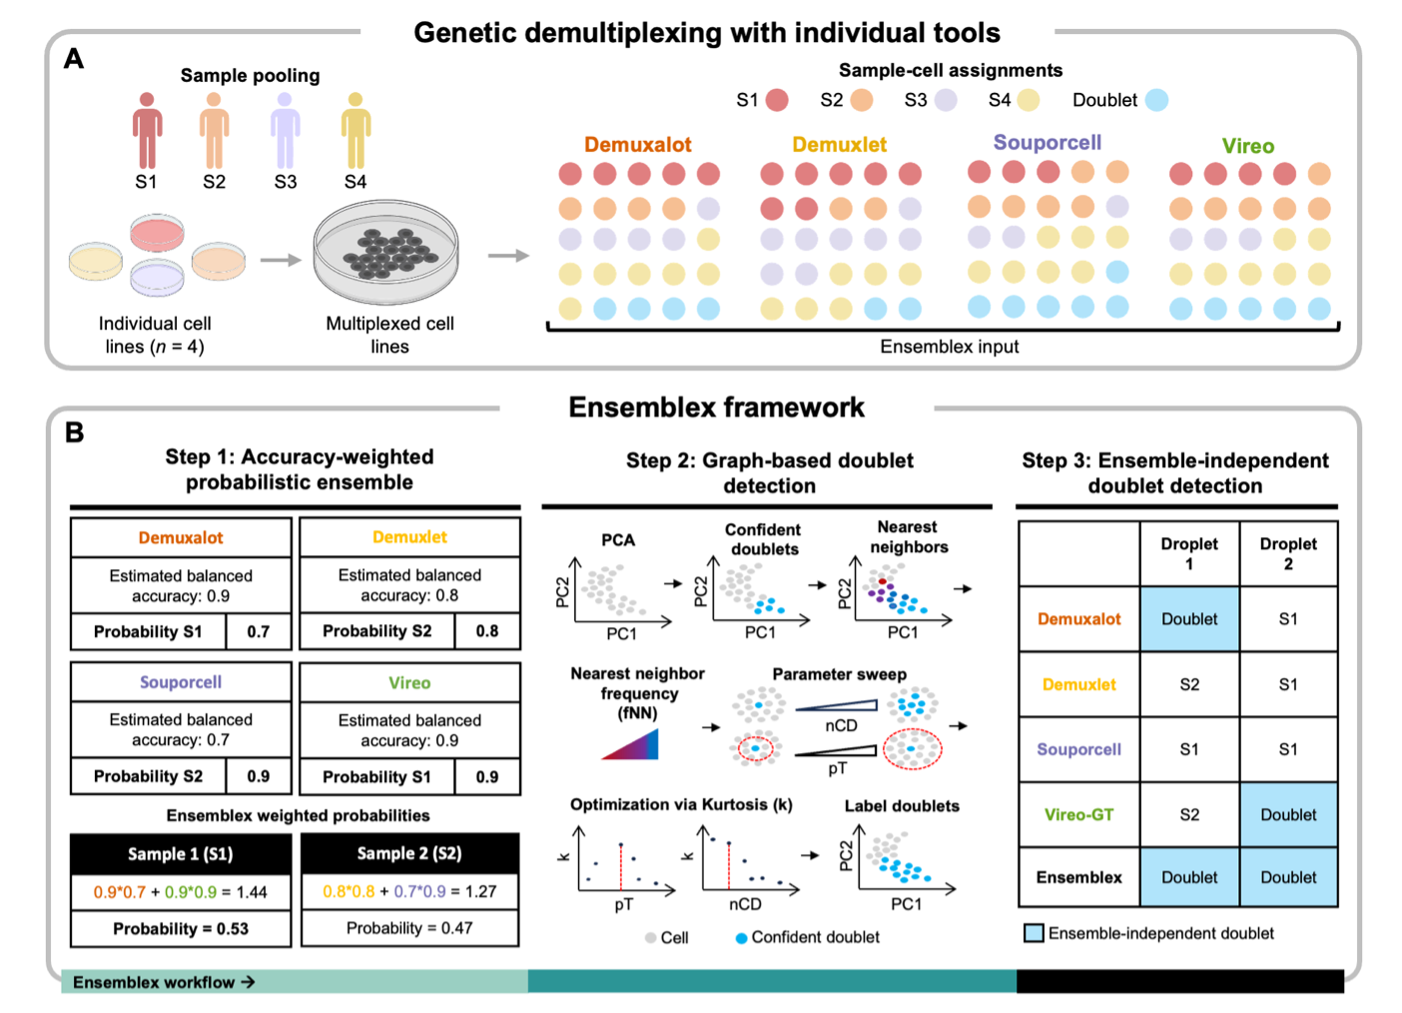 Genetic demultiplexing with individual tools
A
Sample pooling
S1 S2 S3 S4
Individual cell
lines (n = 4)
Multiplexed cell
lines
Sample-cell assignments
S1 S2 S3 S4 Doublet
Demuxalot Demuxlet Souporcell Vireo
Ensemblex input
Ensemblex framework
B
Step 1: Accuracy-weighted
probabilistic ensemble
Demuxalot
Estimated balanced
accuracy: 0.9
Probability S1 0.7
Demuxlet
Estimated balanced
accuracy: 0.8
Probability S2 0.8
Souporcell
Estimated balanced
accuracy: 0.7
Probability S2 0.9
Vireo
Estimated balanced
accuracy: 0.9
Probability S1 0.9
Ensemblex weighted probabilities
Sample 1 (S1)
0.9*0.7 + 0.9*0.9 = 1.44
Probability = 0.53
Sample 2 (S2)
0.8*0.8 + 0.7*0.9 = 1.27
Probability = 0.47
Step 2: Graph-based doublet
detection
PCA
PC2
PC1
Confident
doublets
PC2
PC1
Nearest
neighbors
PC2
PC1
Nearest neighbor
frequency
(fNN)
Parameter sweep
nCD
pT
Optimization via Kurtosis (k)
k
pT
k
nCD
Label doublets
PC2
PC1
Cell Confident doublet
Step 3: Ensemble-independent
doublet detection
Droplet
1
Droplet
2
Demuxalot Doublet S1
Demuxlet S2 S1
Souporcell S1 S1
Vireo-GT S2 Doublet
Ensemblex Doublet Doublet
Ensemble-independent doublet
Ensemblex workflow →